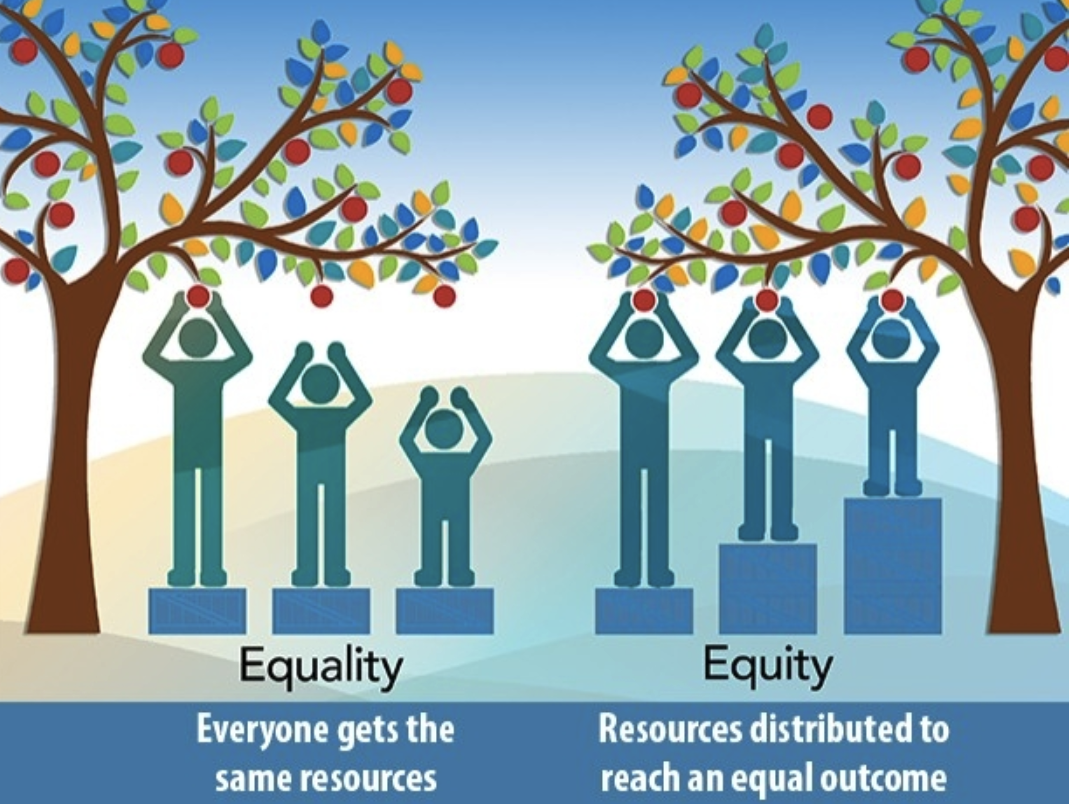 Equality
Everyone gets the
same resources
Equity
Resources distributed to
reach an equal outcome